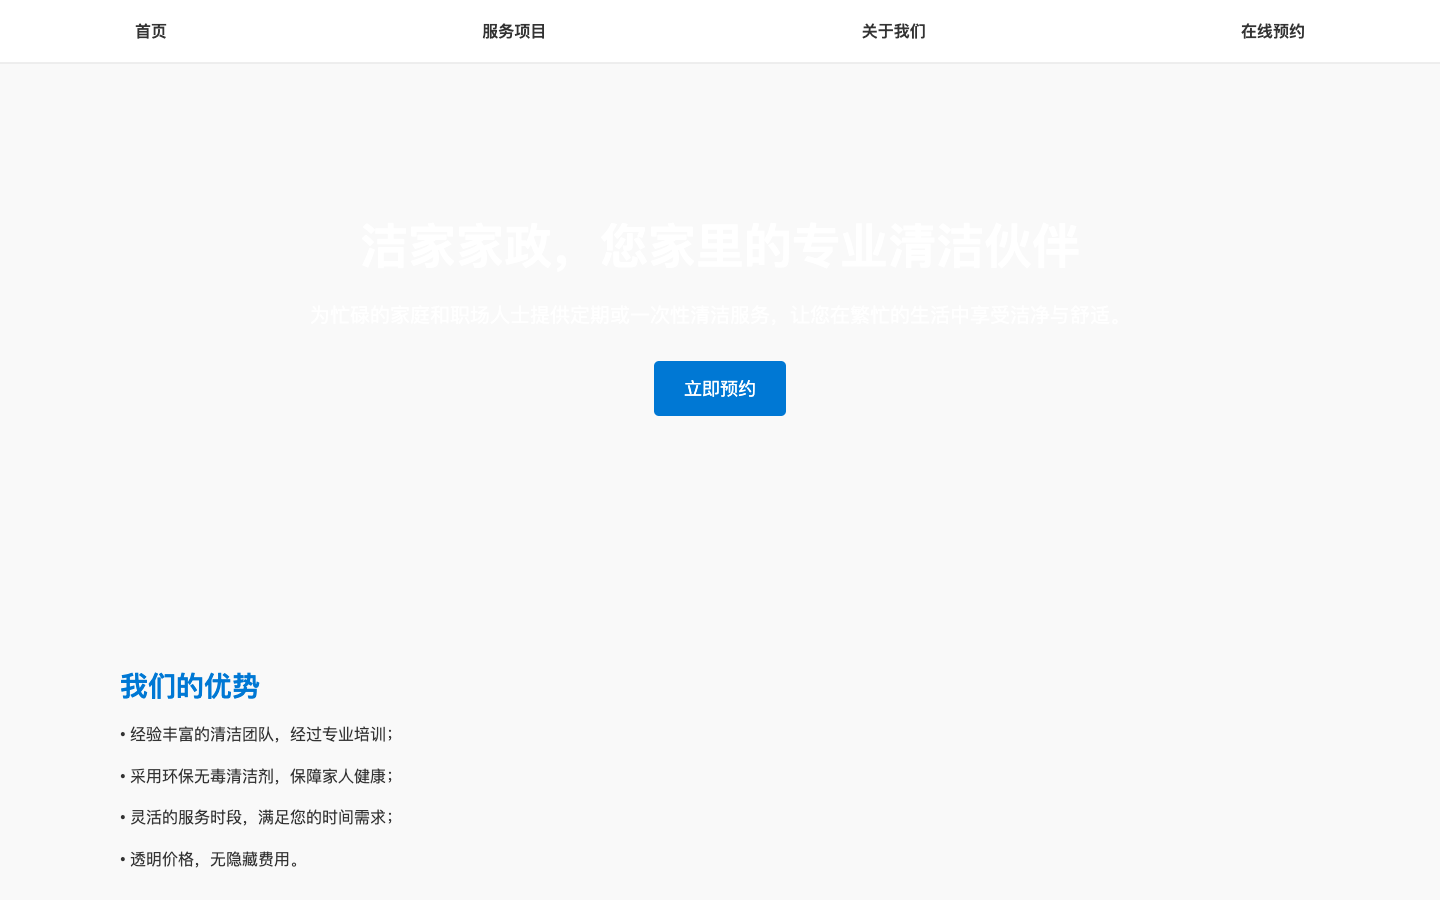 首页
服务项目
关于我们
在线预约
洁家家政，您家里的专业清洁伙伴
为忙碌的家庭和职场人士提供定期或一次性清洁服务，让您在繁忙的生活中享受洁净与舒适。
立即预约
我们的优势
• 经验丰富的清洁团队，经过专业培训；
• 采用环保无毒清洁剂，保障家人健康；
• 灵活的服务时段，满足您的时间需求；
• 透明价格，无隐藏费用。